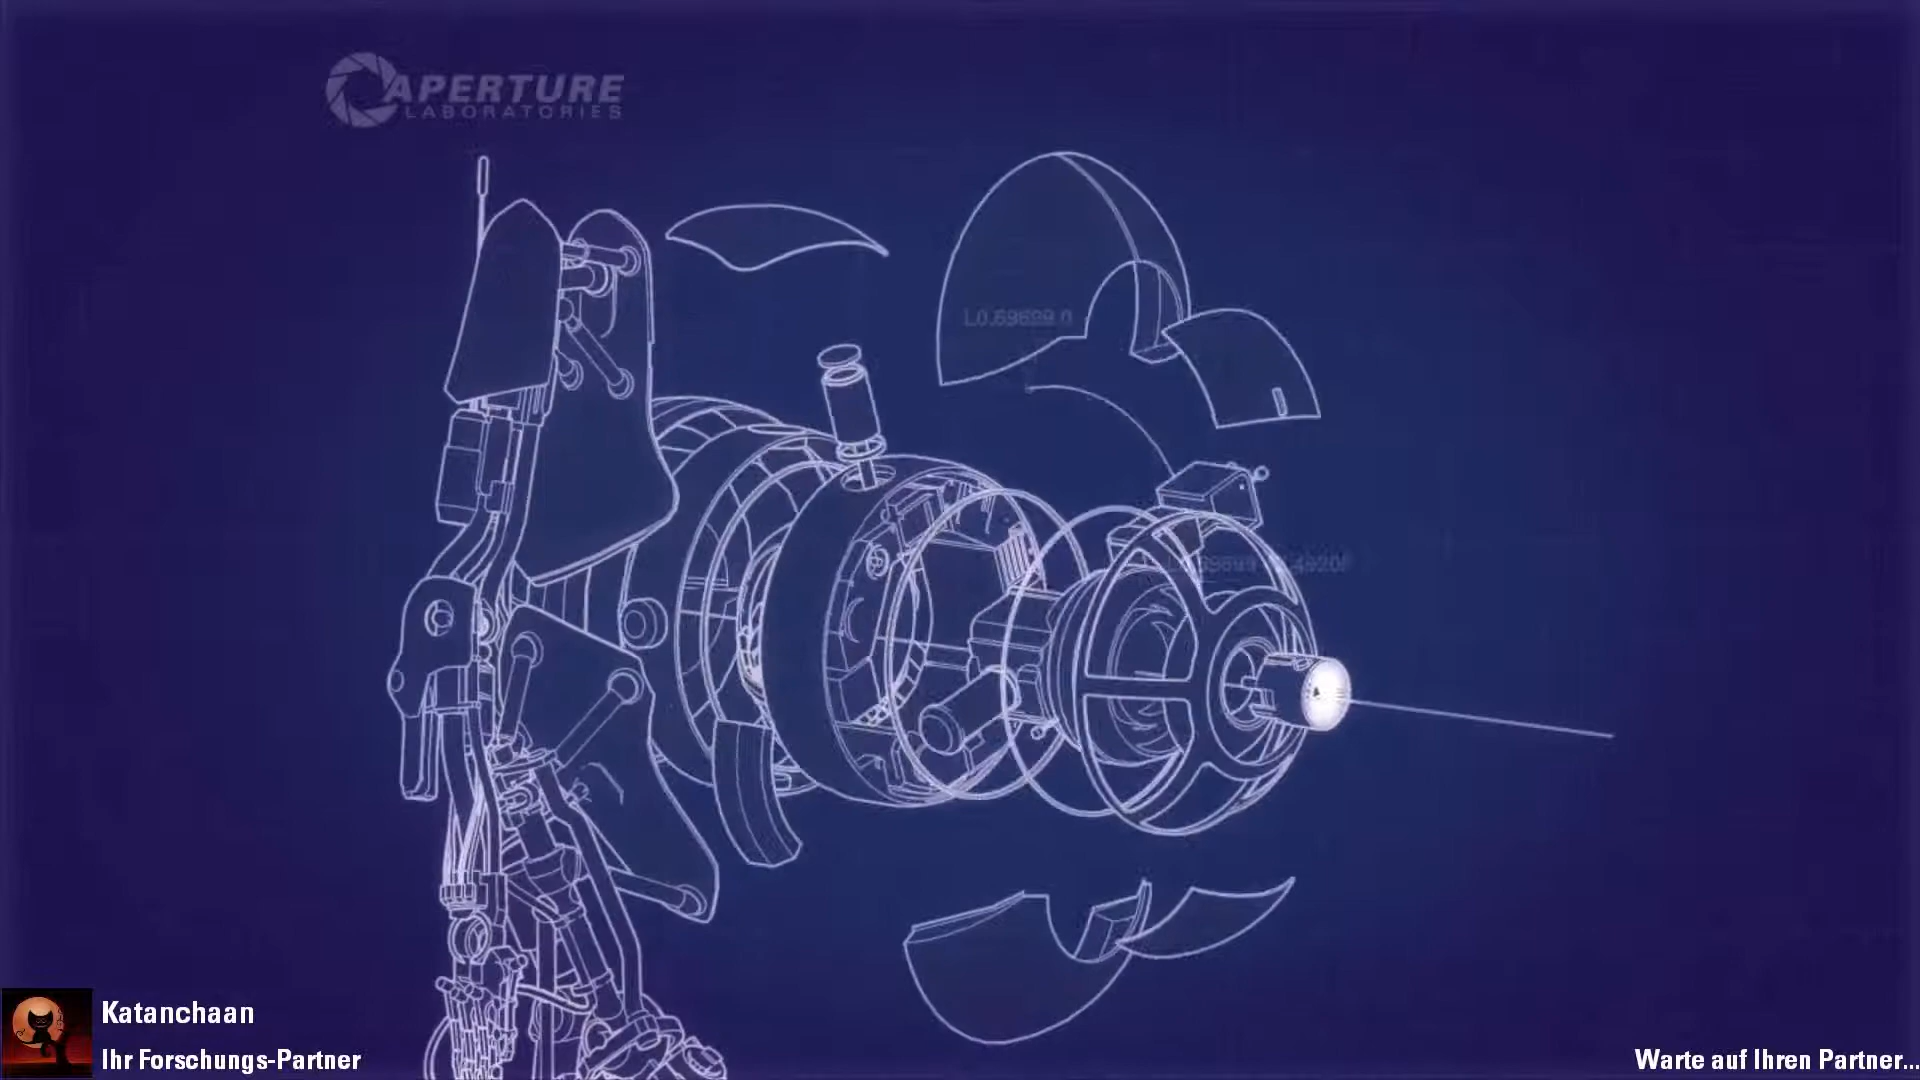 APERTURE
LABORATORIES
Katanchaan
Ihr Forschungs-Partner
Warte auf Ihren Partner...